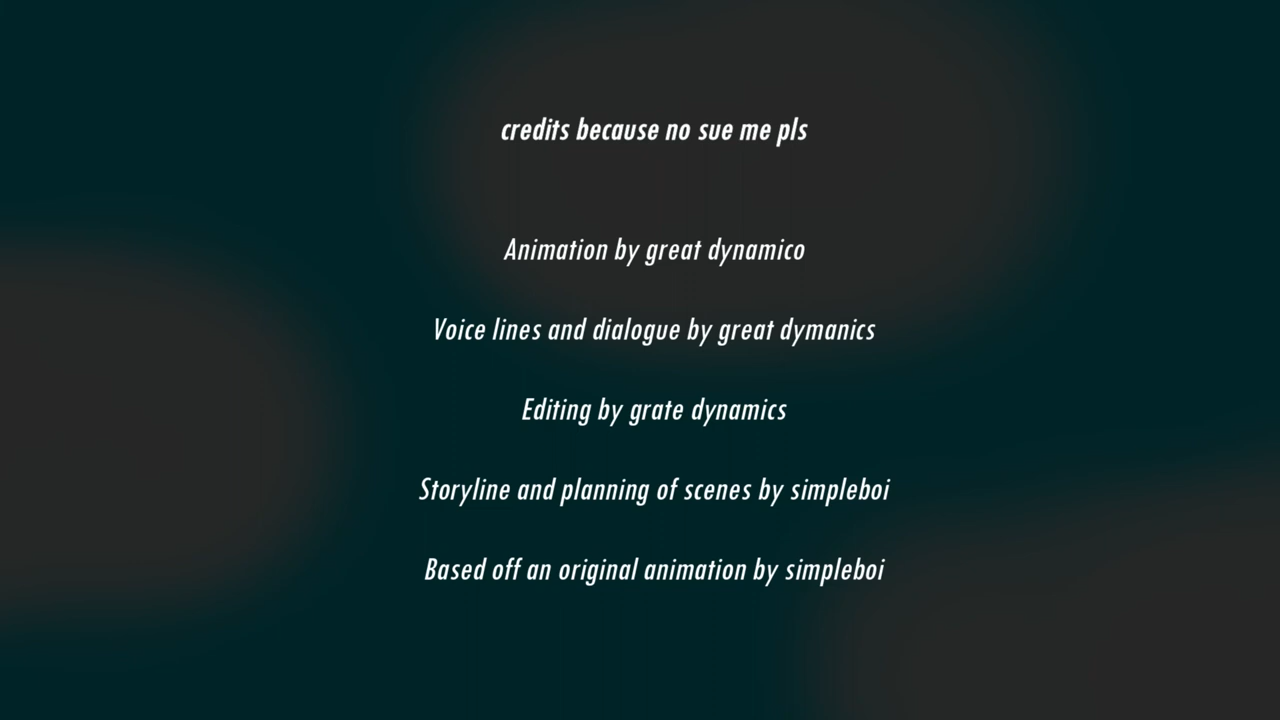 credits because no sue me pls
Animation by great dynamico
Voice lines and dialogue by great dymanics
Editing by grate dynamics
Storyline and planning of scenes by simpleboi
Based off an original animation by simpleboi